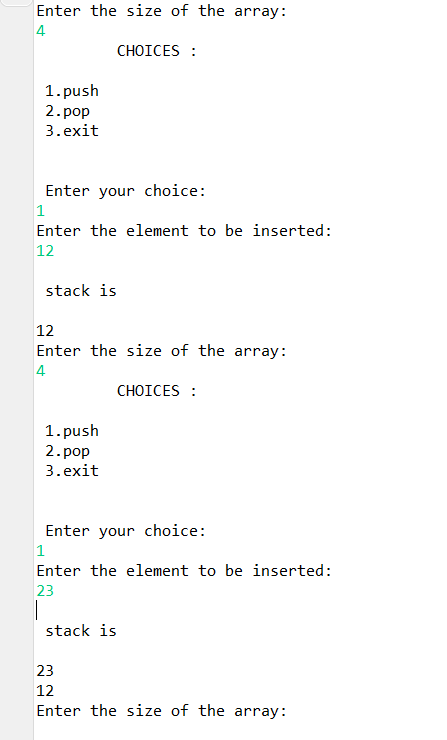 Enter the size of the array:
4
CHOICES :
1.push
2.pop
3.exit
Enter your choice:
1
Enter the element to be inserted:
12
stack is
12
Enter the size of the array:
4
CHOICES :
1.push
2.pop
3.exit
Enter your choice:
1
Enter the element to be inserted:
23
stack is
23
12
Enter the size of the array: